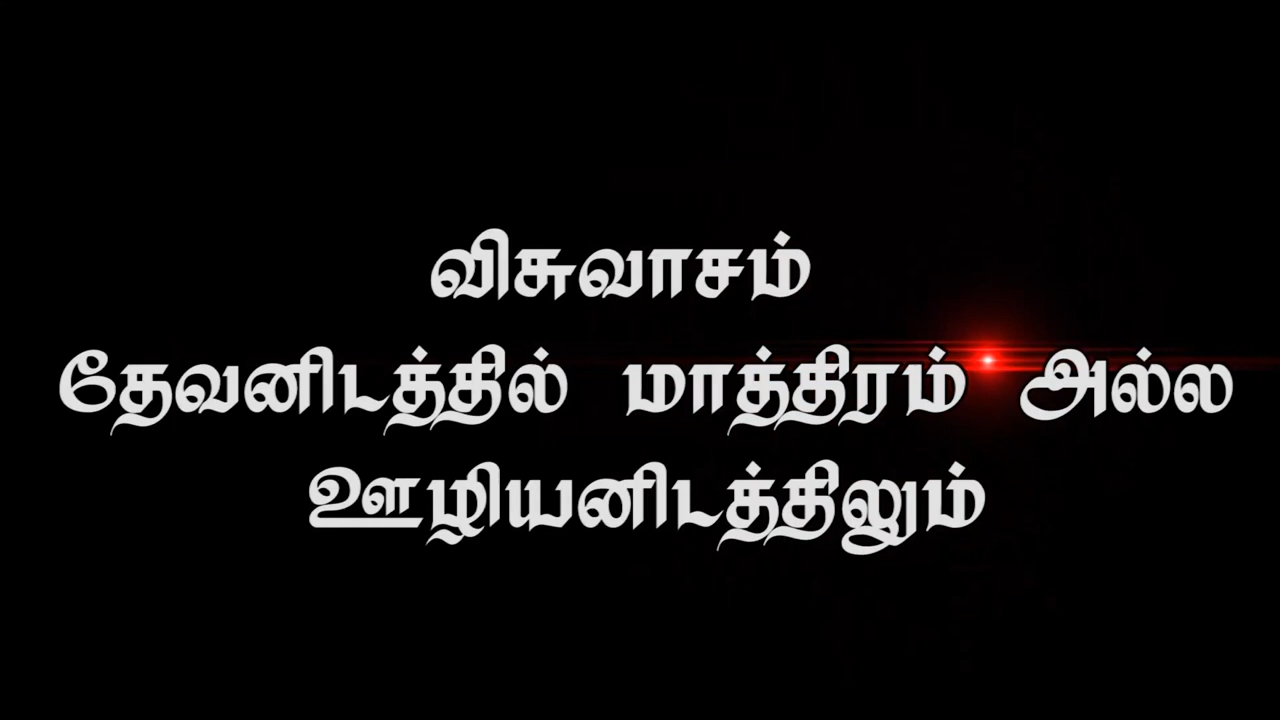 விசுவாசம்
தேவனிடத்தில் மாத்திரம் அல்ல
ஊழியனிடத்திலும்